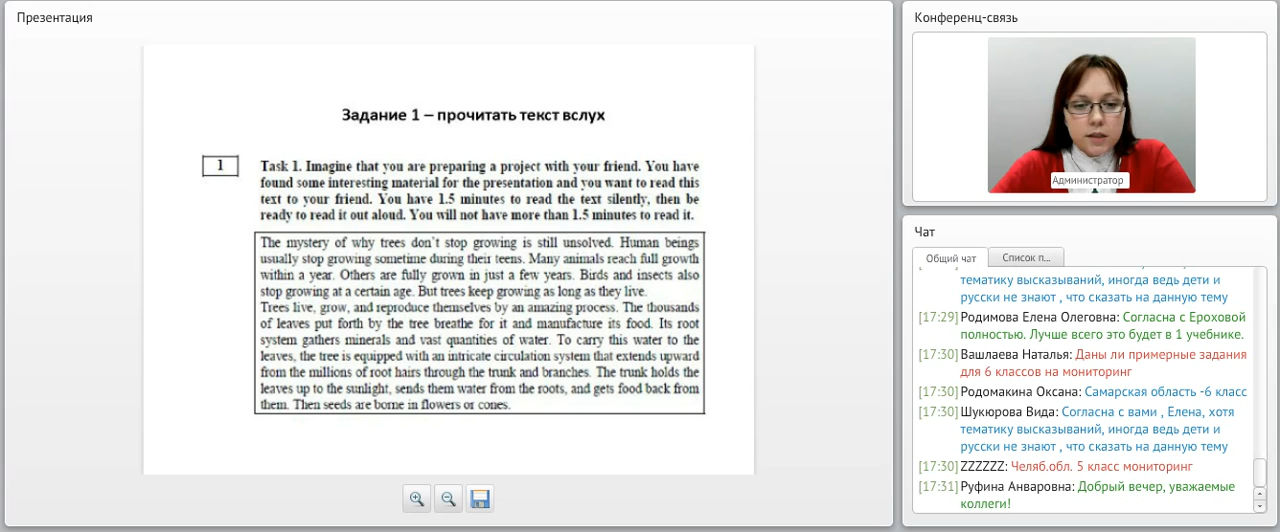 Презентация
Задание 1 – прочитать текст вслух
1
Task 1. Imagine that you are preparing a project with your friend. You have
found some interesting material for the presentation and you want to read this
text to your friend. You have 1.5 minutes to read the text silently, then be
ready to read it out aloud. You will not have more than 1.5 minutes to read it.
The mystery of why trees don't stop growing is still unsolved. Human beings
usually stop growing sometime during their teens. Many animals reach full growth
within a year. Others are fully grown in just a few years. Birds and insects also
stop growing at a certain age. But trees keep growing as long as they live.
Trees live, grow, and reproduce themselves by an amazing process. The thousands
of leaves put forth by the tree breathe for it and manufacture its food. Its root
system gathers minerals and vast quantities of water. To carry this water to the
leaves, the tree is equipped with an intricate circulation system that extends upward
from the millions of root hairs through the trunk and branches. The trunk holds the
leaves up to the sunlight, sends them water from the roots, and gets food back from
them. Then seeds are borne in flowers or cones.
Конференц-связь
Администратор
Чат
Общий чат
Список п...
тематику высказываний, иногда ведь дети и
русски не знают , что сказать на данную тему
[17:29] Родимова Елена Олеговна: Согласна с Ероховой
полностью. Лучше всего это будет в 1 учебнике.
[17:30] Вашлаева Наталья: Даны ли примерные задания
для 6 классов на мониторинг
[17:30] Родомакина Оксана: Самарская область -6 класс
[17:30] Шукюрова Вида: Согласна с вами , Елена, хотя
тематику высказываний, иногда ведь дети и
русски не знают , что сказать на данную тему
[17:30] ZZZZZZ: Челяб.обл. 5 класс мониторинг
[17:31] Руфина Анваровна: Добрый вечер, уважаемые
коллеги!